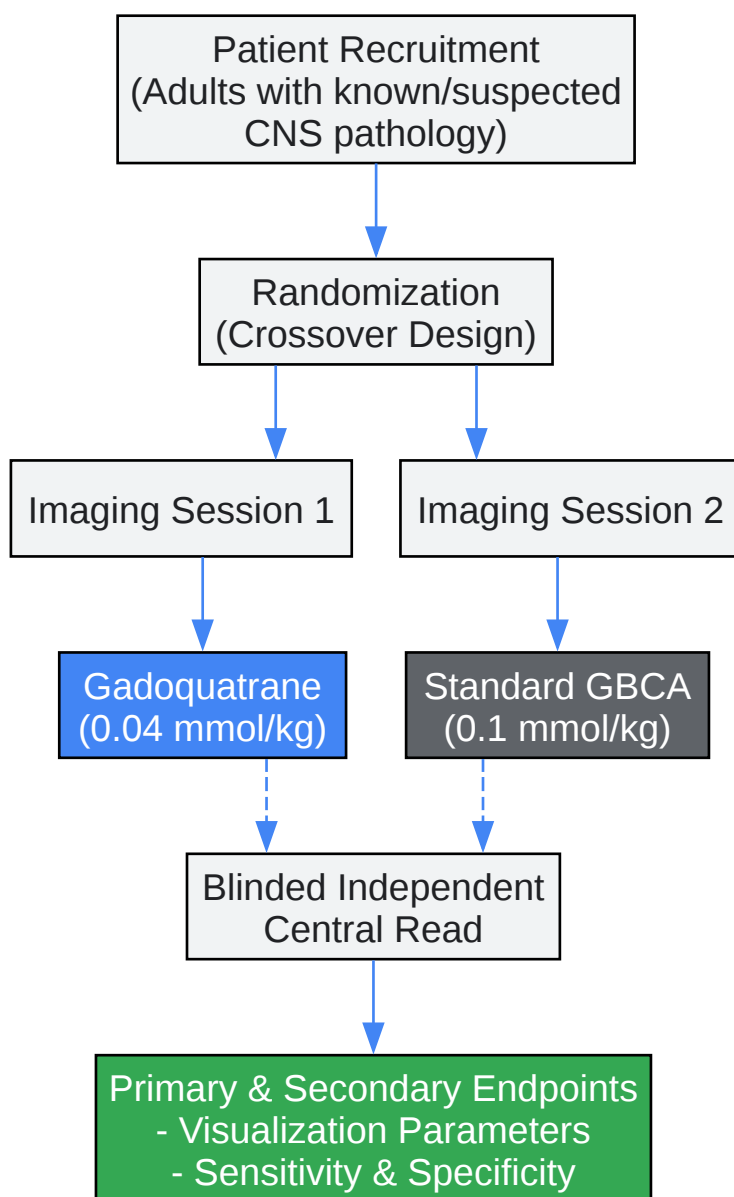 Patient Recruitment
(Adults with known/suspected
CNS pathology)
Randomization
(Crossover Design)
Imaging Session 1
Imaging Session 2
Gadoquatrane
(0.04 mmol/kg)
Standard GBCA
(0.1 mmol/kg)
Blinded Independent
Central Read
Primary & Secondary Endpoints
- Visualization Parameters
- Sensitivity & Specificity